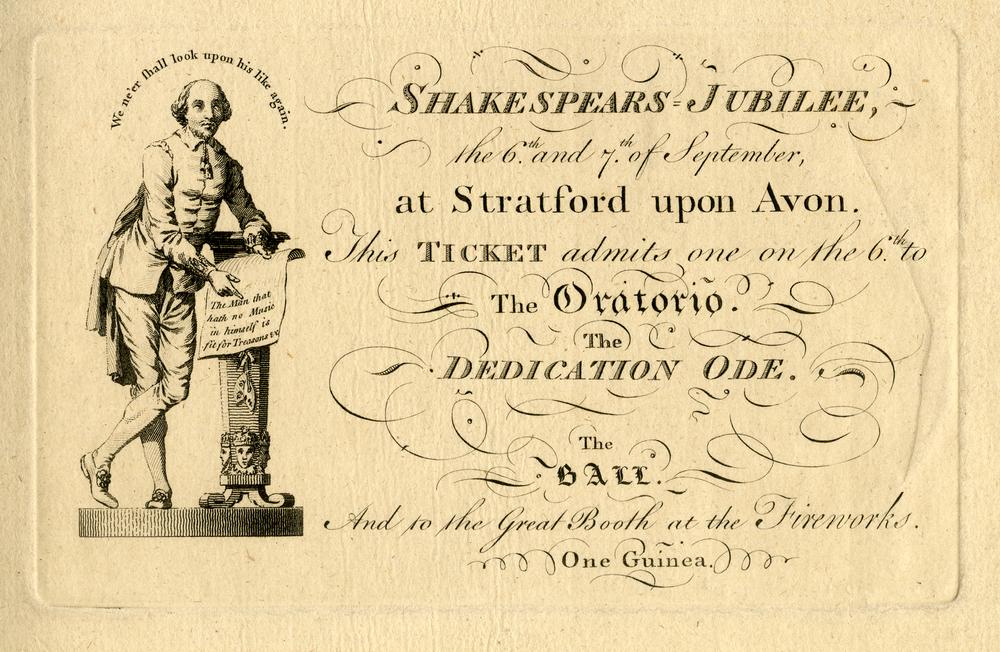 We ne'er ſhall look upon his like again.
The Man that
hath no Music
in himself is
fit for Treasons &c
SHAKESPEARS=JUBILEE,
the 6.th and 7.th of September,
at Stratford upon Avon.
This TICKET admits one on the 6.th to
The Oratorio.
The
DEDICATION ODE.
The
BALL.
And to the Great Booth at the Fireworks.
One Guinea.